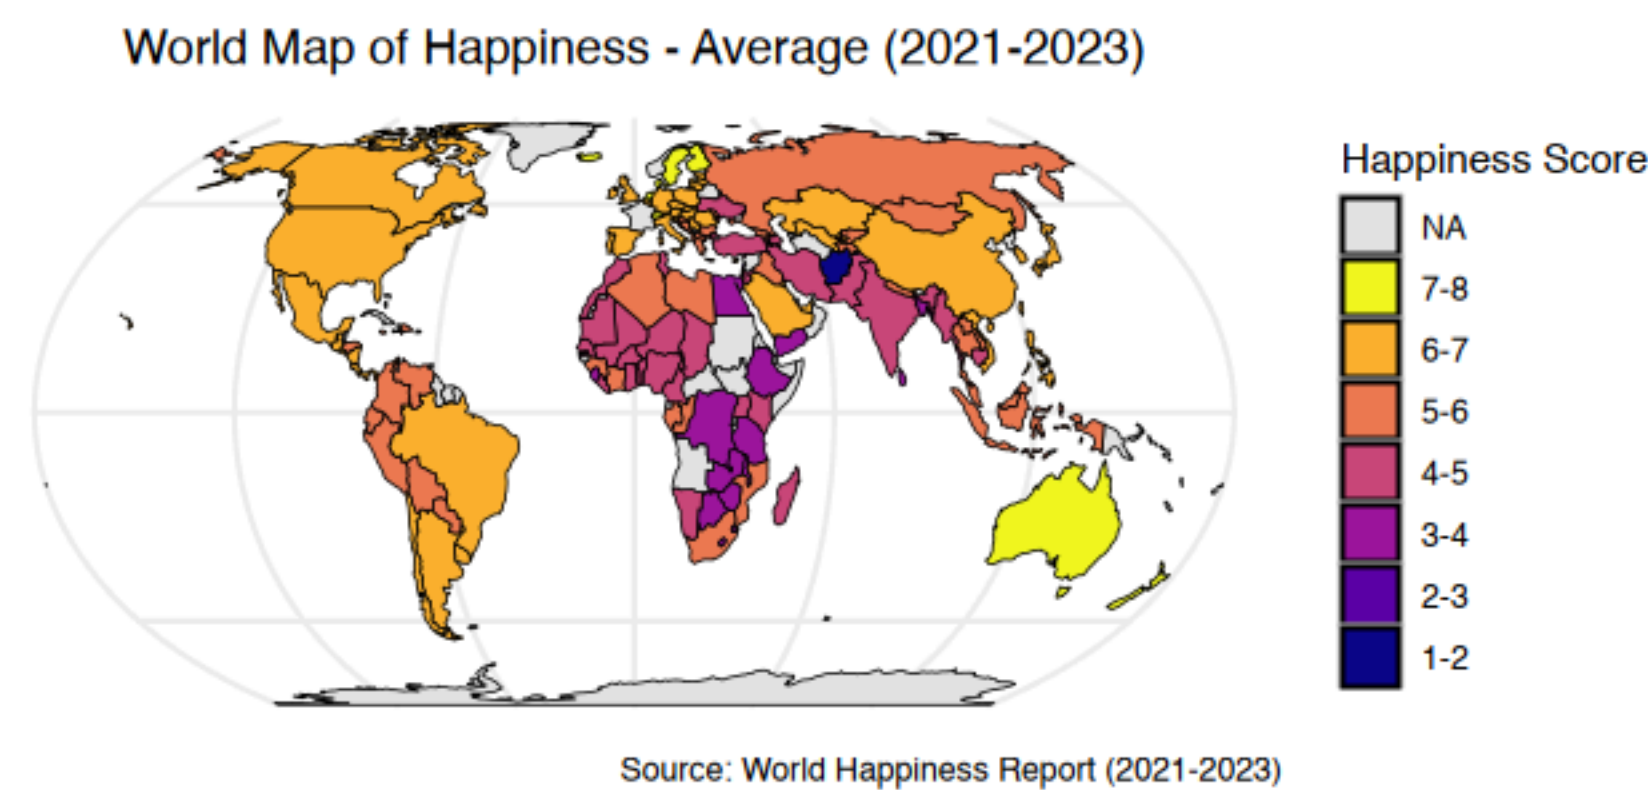 World Map of Happiness - Average (2021-2023)
Happiness Score
NA
7-8
6-7
5-6
4-5
3-4
2-3
1-2
Source: World Happiness Report (2021-2023)